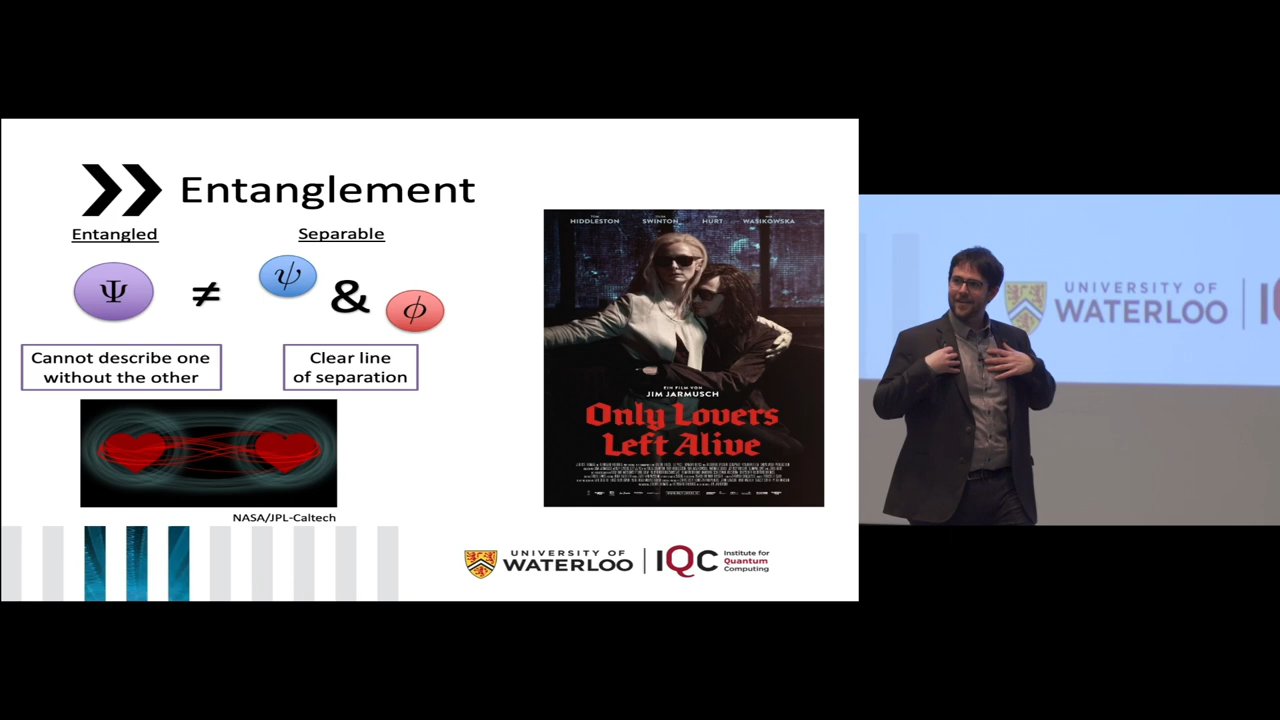 Entanglement
Entangled
Separable
Ψ
≠
ψ
&
ϕ
Cannot describe one
without the other
Clear line
of separation
NASA/JPL-Caltech
HIDDLESTON
SWINTON
HURT
WASIKOWSKA
EIN FILM VON
JIM JARMUSCH
Only Lovers
Left Alive
UNIVERSITY OF
WATERLOO
IQC
Institute for
Quantum
Computing
UNIVERSITY OF
WATERLOO